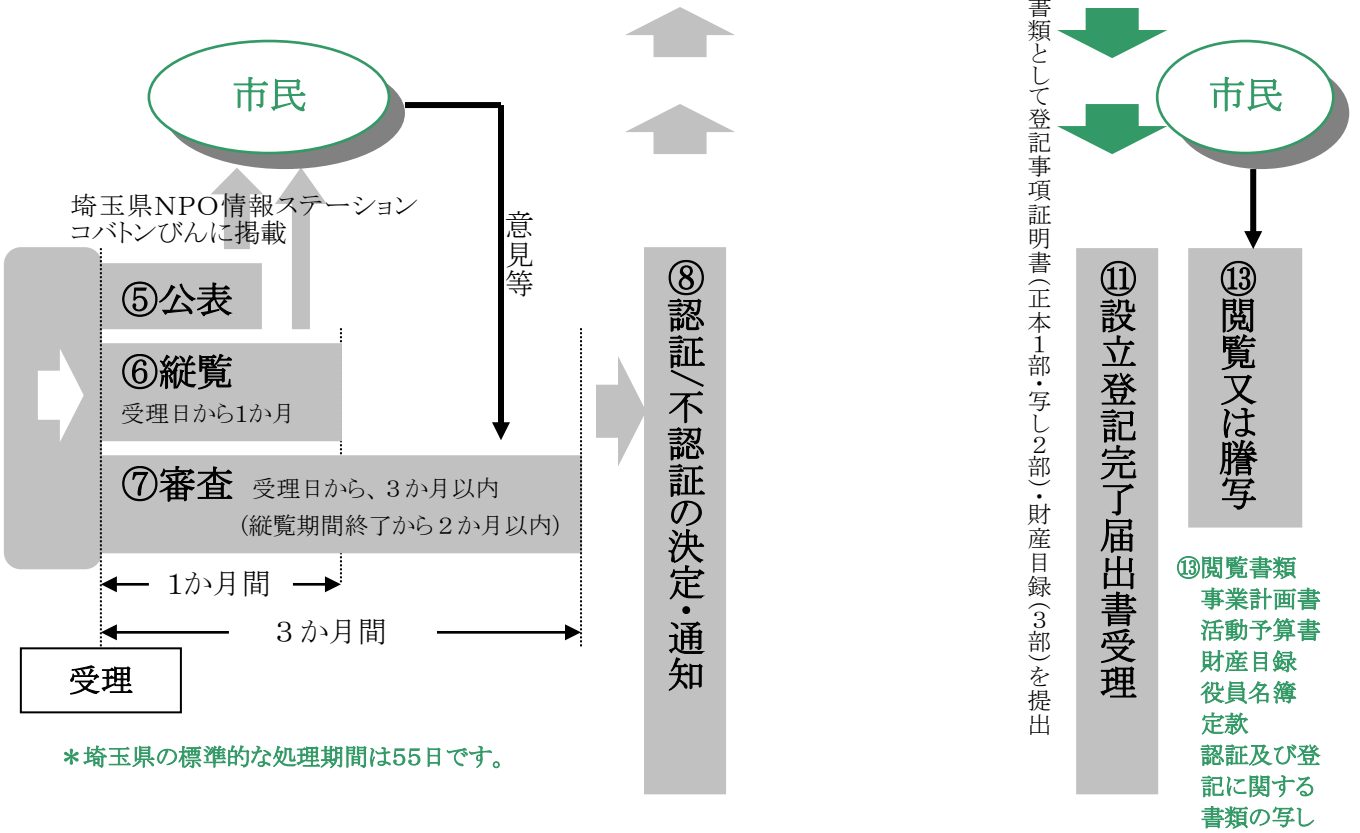 市民
埼玉県NPO情報ステーション
コバトンびんに掲載
意見等
⑤公表
⑥縦覧
受理日から1か月
⑦審査 受理日から、3か月以内
(縦覧期間終了から2か月以内)
1か月間
3か月間
受理
*埼玉県の標準的な処理期間は55日です。
⑧認証/不認証の決定・通知
書類として登記事項証明書(正本1部・写し2部)・財産目録(3部)を提出
⑪設立登記完了届出書受理
市民
⑬閲覧又は謄写
⑬閲覧書類
事業計画書
活動予算書
財産目録
役員名簿
定款
認証及び登
記に関する
書類の写し